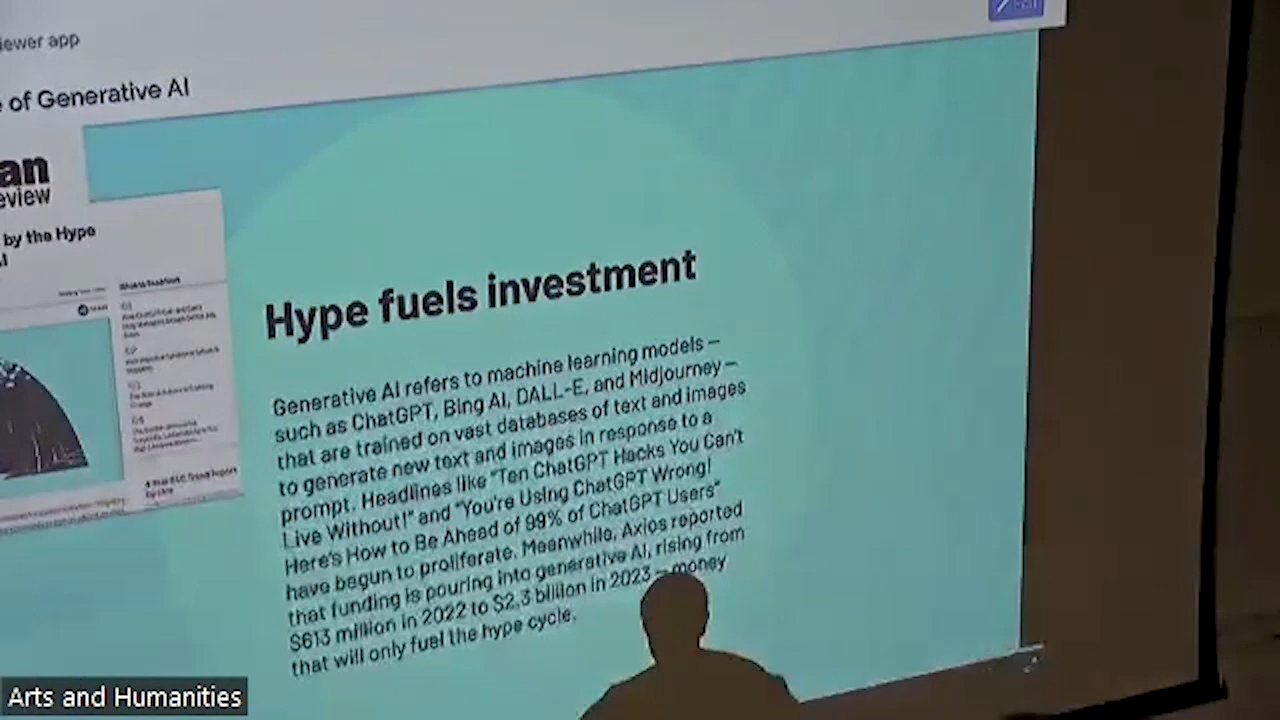 iewer app
e of Generative AI
an
eview
by the Hype
Hype fuels investment
Generative AI refers to machine learning models –
such as ChatGPT, Bing AI, DALL-E, and Midjourney –
that are trained on vast databases of text and images
to generate new text and images in response to a
prompt. Headlines like “Ten ChatGPT Hacks You Can’t
Live Without!” and “You’re Using ChatGPT Wrong!
Here’s How to Be Ahead of 99% of ChatGPT Users”
have begun to proliferate. Meanwhile, Axios reported
that funding is pouring into generative AI, rising from
$613 million in 2022 to $2.3 billion in 2023 – money
that will only fuel the hype cycle.
Arts and Humanities